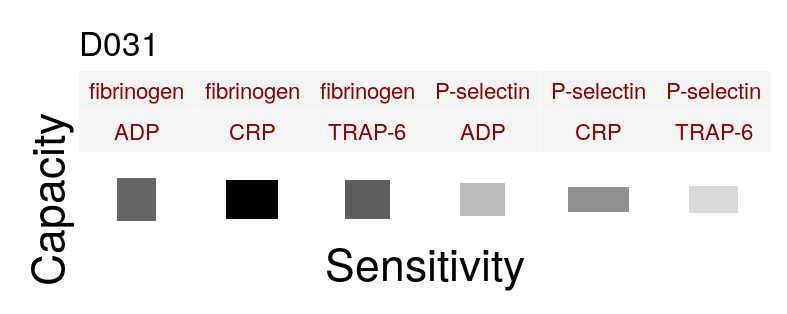 D031
fibrinogen fibrinogen fibrinogen P-selectin P-selectin P-selectin
ADP CRP TRAP-6 ADP CRP TRAP-6
Capacity
Sensitivity